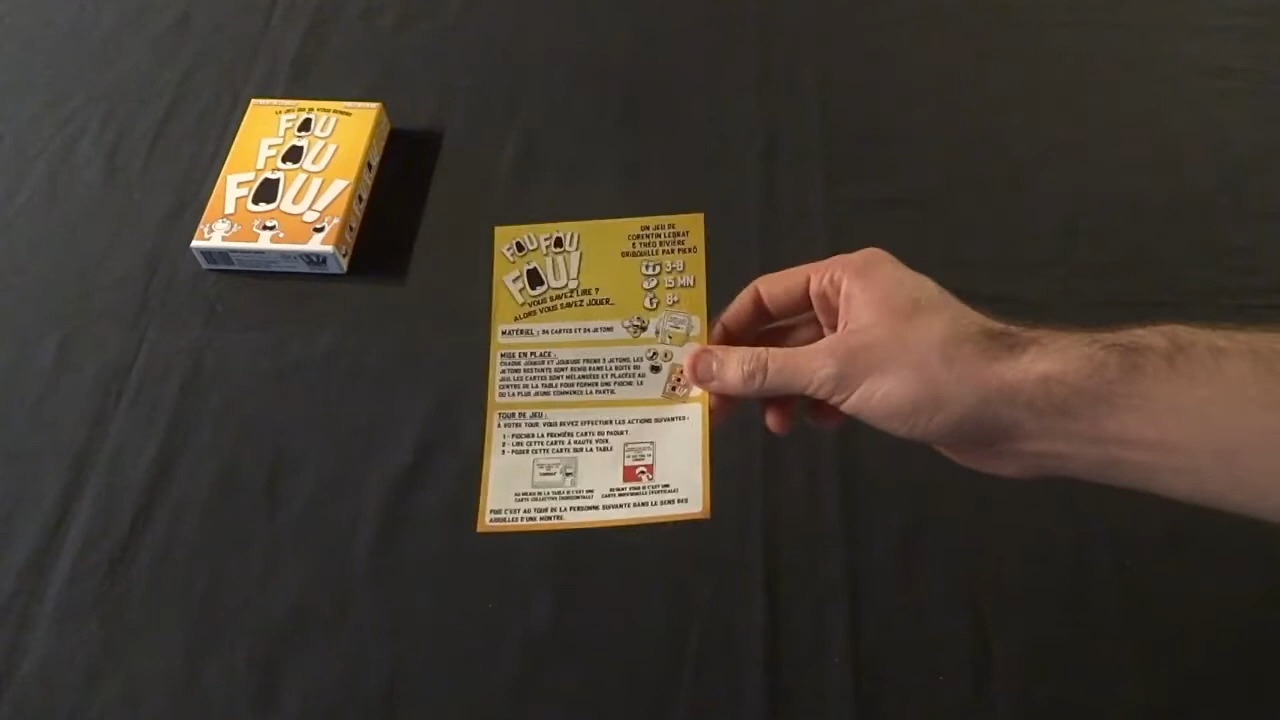 LE JEU QUI VA VOUS RENDRE
FOU
FOU
FOU!
FOU FOU
FOU!
VOUS SAVEZ LIRE ?
ALORS VOUS SAVEZ JOUER...
UN JEU DE
CORENTIN LEBRAT
& THÉO RIVIÈRE
GRIBOUILLÉ PAR PIERÔ
3-8
15 MN
8+
MATÉRIEL : 54 CARTES ET 24 JETONS
MISE EN PLACE :
CHAQUE JOUEUR ET JOUEUSE PREND 3 JETONS. LES
JETONS RESTANTS SONT REMIS DANS LA BOITE DU
JEU. LES CARTES SONT MÉLANGÉES ET PLACÉES AU
CENTRE DE LA TABLE POUR FORMER UNE PIOCHE. LE
OU LA PLUS JEUNE COMMENCE LA PARTIE.
TOUR DE JEU :
À VOTRE TOUR, VOUS DEVEZ EFFECTUER LES ACTIONS SUIVANTES :
1 - PIOCHER LA PREMIÈRE CARTE DU PAQUET.
2 - LIRE CETTE CARTE À HAUTE VOIX.
3 - POSER CETTE CARTE SUR LA TABLE
AU MILIEU DE LA TABLE SI C'EST UNE
CARTE COLLECTIVE (HORIZONTALE)
DEVANT VOUS SI C'EST UNE
CARTE INDIVIDUELLE (VERTICALE)
PUIS C'EST AU TOUR DE LA PERSONNE SUIVANTE DANS LE SENS DES
AIGUILLES D'UNE MONTRE.